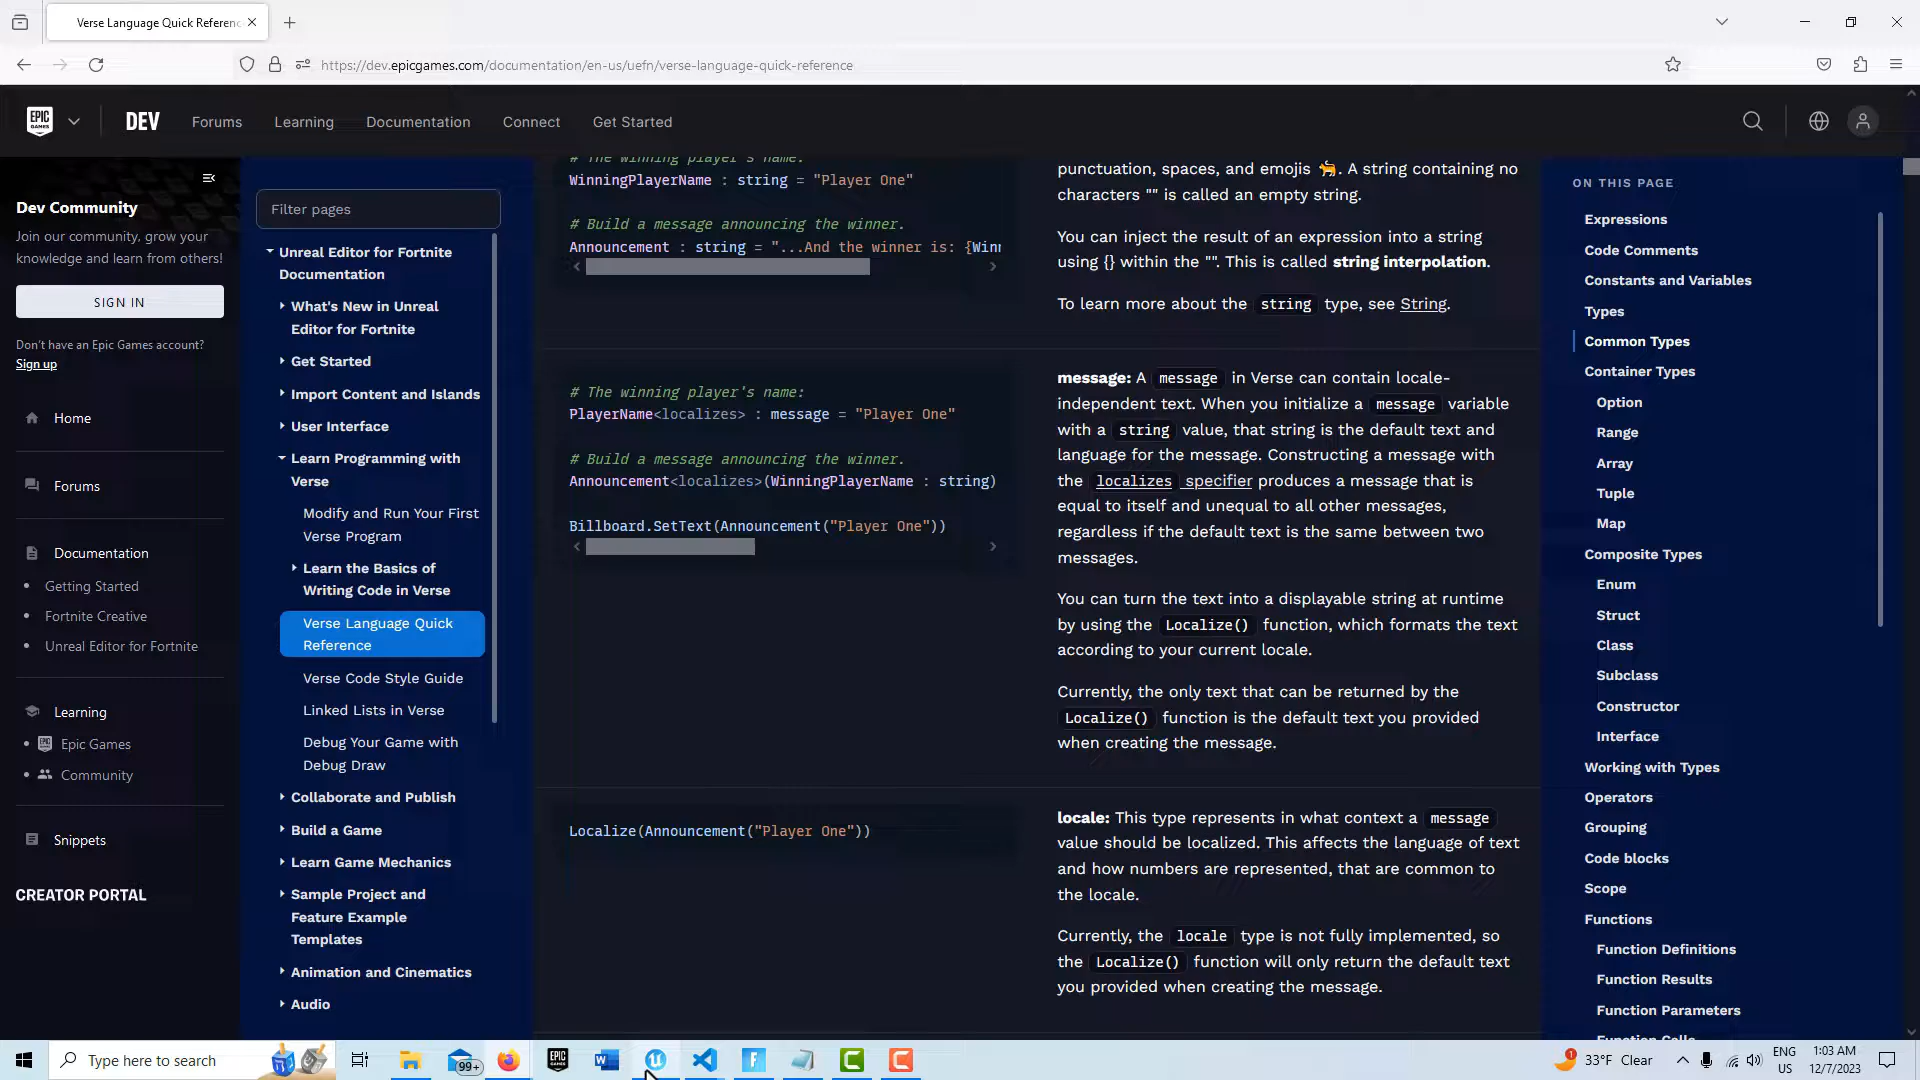 Verse Language Quick Referenc
https://dev.epicgames.com/documentation/en-us/uefn/verse-language-quick-reference
EPIC GAMES
DEV
Forums
Learning
Documentation
Connect
Get Started
Dev Community
Join our community. grow your
knowledge and learn from others!
SIGN IN
Don't have an Epic Games account?
Sign up
Home
Forums
Documentation
Getting Started
Fortnite Creative
Unreal Editor for Fortnite
Learning
Epic Games
Community
Snippets
CREATOR PORTAL
Filter pages
Unreal Editor for Fortnite
Documentation
What's New in Unreal
Editor for Fortnite
Get Started
Import Content and Islands
User Interface
Learn Programming with
Verse
Modify and Run Your First
Verse Program
Learn the Basics of
Writing Code in Verse
Verse Language Quick
Reference
Verse Code Style Guide
Linked Lists in Verse
Debug Your Game with
Debug Draw
Collaborate and Publish
Build a Game
Learn Game Mechanics
Sample Project and
Feature Example
Templates
Animation and Cinematics
Audio
# The winning player's name:
WinningPlayerName : string = "Player One"
# Build a message announcing the winner.
Announcement : string = "...And the winner is: {Winn
punctuation, spaces, and emojis 🐈. A string containing no
characters "" is called an empty string.
You can inject the result of an expression into a string
using {} within the "". This is called string interpolation.
To learn more about the string type, see String.
# The winning player's name:
PlayerName<localizes> : message = "Player One"
# Build a message announcing the winner.
Announcement<localizes>(WinningPlayerName : string)
Billboard.SetText(Announcement("Player One"))
message: A message in Verse can contain locale-
independent text. When you initialize a message variable
with a string value, that string is the default text and
language for the message. Constructing a message with
the localizes specifier produces a message that is
equal to itself and unequal to all other messages,
regardless if the default text is the same between two
messages.
You can turn the text into a displayable string at runtime
by using the Localize() function, which formats the text
according to your current locale.
Currently, the only text that can be returned by the
Localize() function is the default text you provided
when creating the message.
Localize(Announcement("Player One"))
locale: This type represents in what context a message
value should be localized. This affects the language of text
and how numbers are represented, that are common to
the locale.
Currently, the locale type is not fully implemented, so
the Localize() function will only return the default text
you provided when creating the message.
ON THIS PAGE
Expressions
Code Comments
Constants and Variables
Types
Common Types
Container Types
Option
Range
Array
Tuple
Map
Composite Types
Enum
Struct
Class
Subclass
Constructor
Interface
Working with Types
Operators
Grouping
Code blocks
Scope
Functions
Function Definitions
Function Results
Function Parameters
Function Calls
Type here to search
99+
EPIC GAMES
1
33°F Clear
ENG
US
1:03 AM
12/7/2023